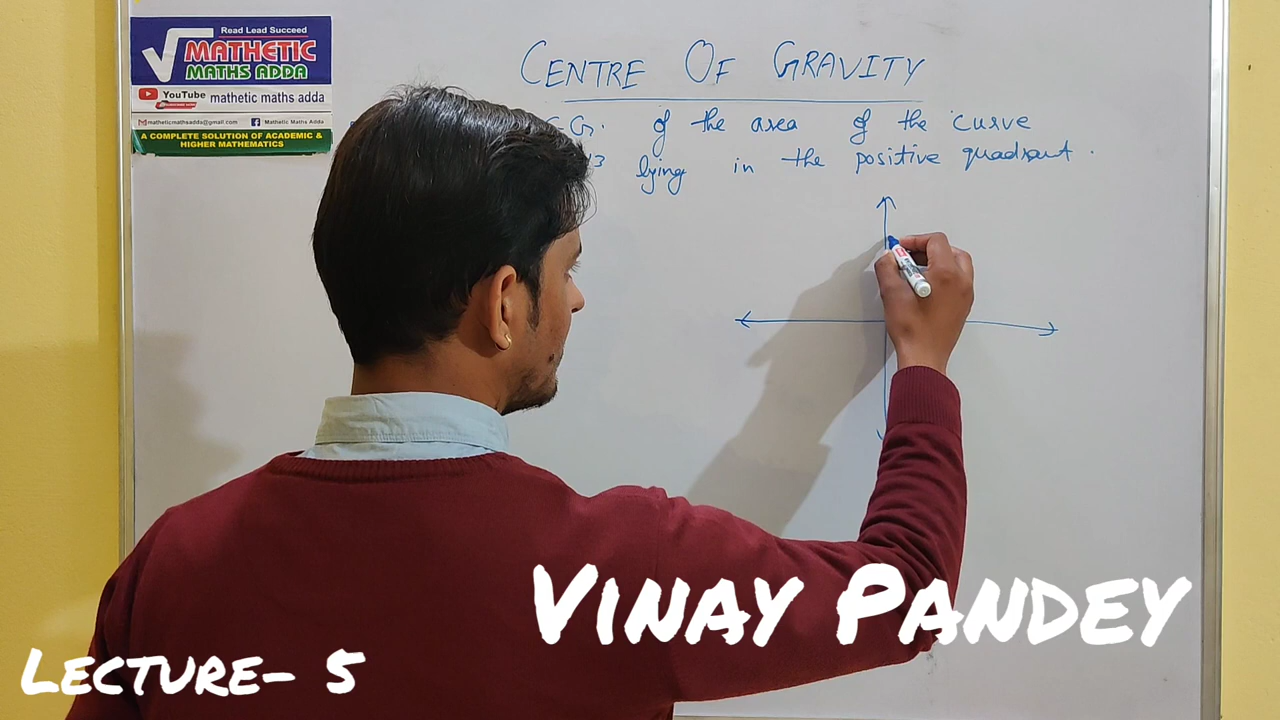 Read Lead Succeed
MATHETIC
MATHS ADDA
YouTube mathetic maths adda
matheticmathsadda@gmail.com Mathetic Maths Adda
A COMPLETE SOLUTION OF ACADEMIC &
HIGHER MATHEMATICS
CENTRE OF GRAVITY
C.G. of the area of the curve
lying in the positive quadrant.
VINAY PANDEY
LECTURE- 5